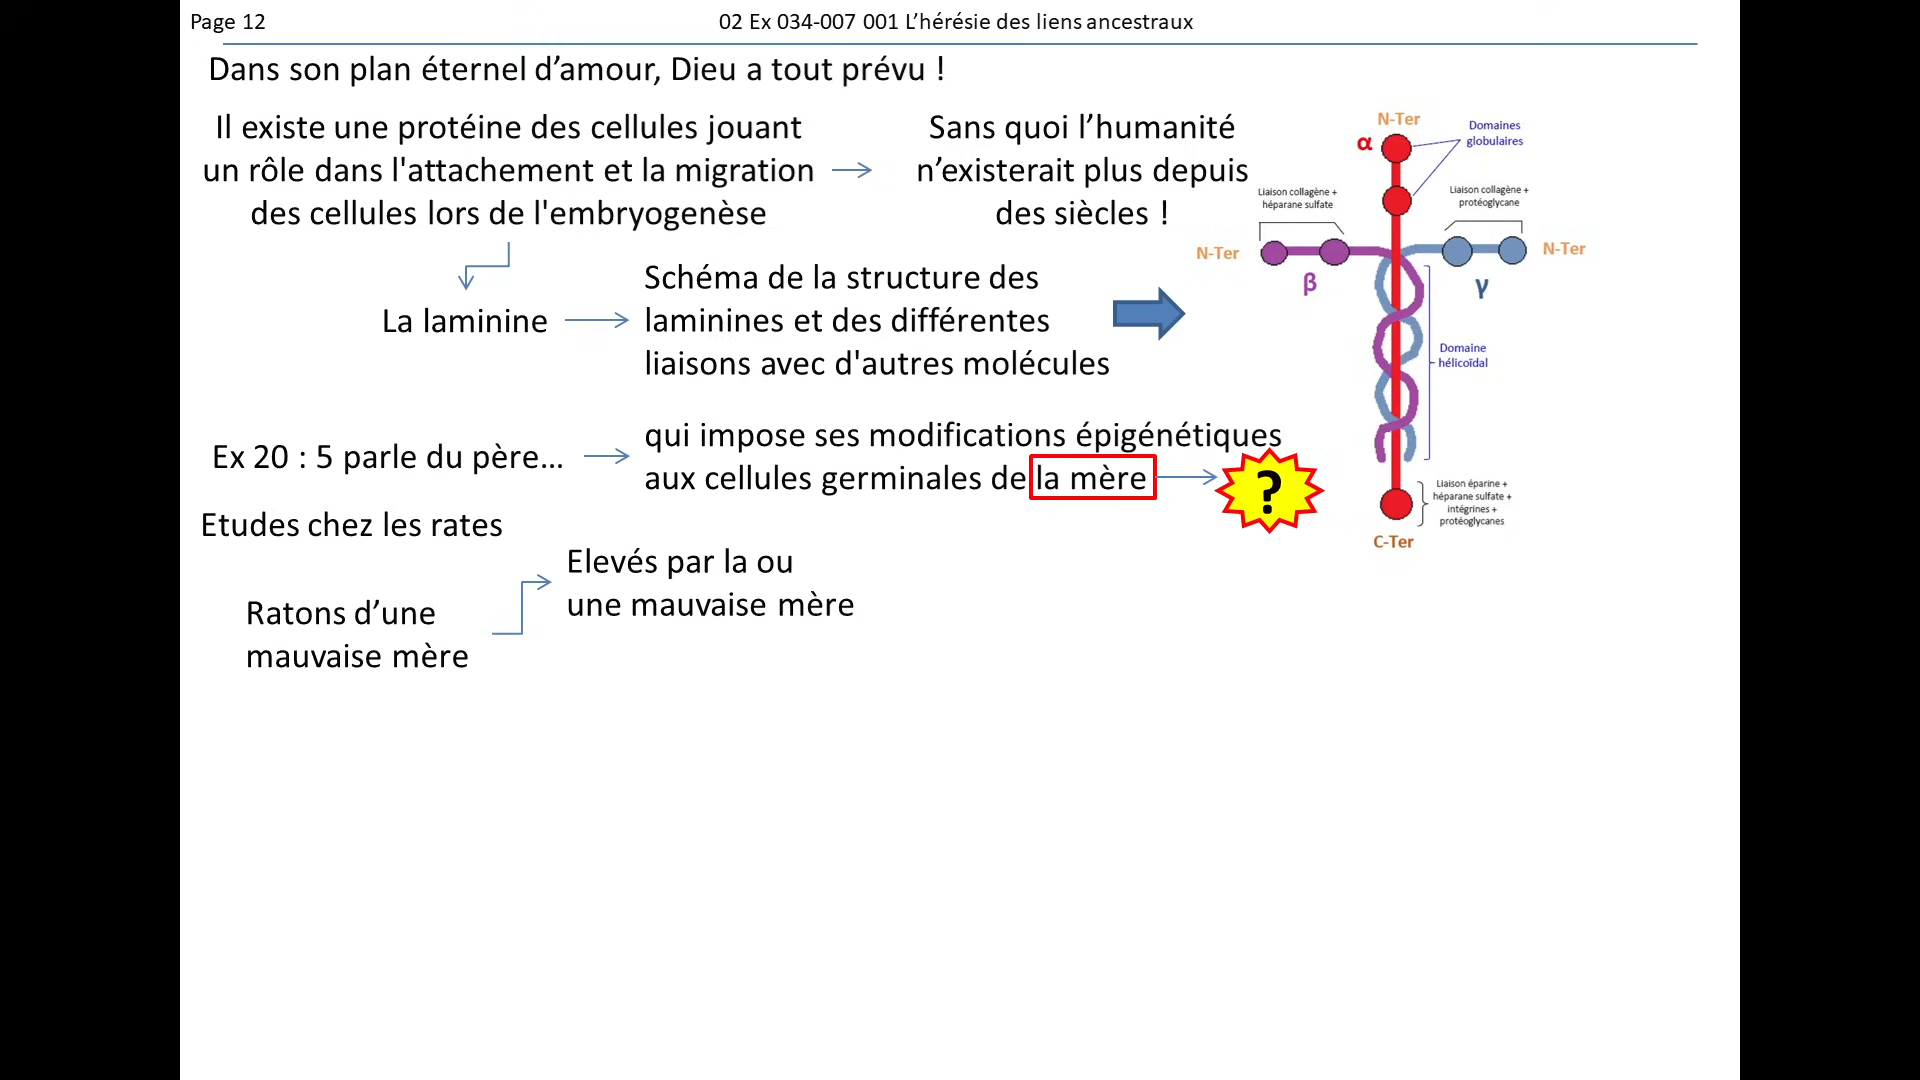 Page 12
02 Ex 034-007 001 L’hérésie des liens ancestraux
Dans son plan éternel d’amour, Dieu a tout prévu !
Il existe une protéine des cellules jouant
un rôle dans l'attachement et la migration
des cellules lors de l'embryogenèse
Sans quoi l’humanité
n’existerait plus depuis
des siècles !
La laminine
Schéma de la structure des
laminines et des différentes
liaisons avec d'autres molécules
N-Ter
α
Domaines
globulaires
Liaison collagène +
héparane sulfate
Liaison collagène +
protéoglycane
N-Ter
N-Ter
β
γ
Domaine
hélicoïdal
Liaison éparine +
héparane sulfate +
intégrines +
protéoglycanes
C-Ter
Ex 20 : 5 parle du père…
qui impose ses modifications épigénétiques
aux cellules germinales de la mère
?
Etudes chez les rates
Ratons d’une
mauvaise mère
Elevés par la ou
une mauvaise mère